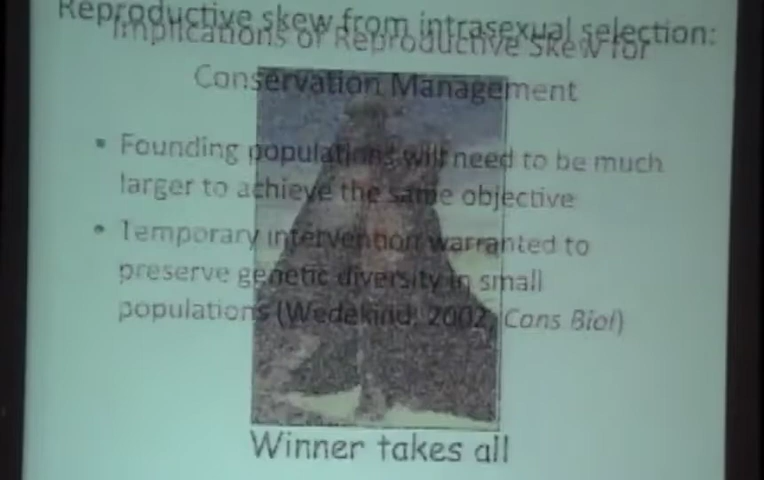 Reproductive skew from intrasexual selection:
Implications of Reproductive Skew for
Conservation Management
• Founding populations will need to be much
larger to achieve the same objective
• Temporary intervention warranted to
preserve genetic diversity in small
populations (Wedekind, 2002, Cons Biol)
Winner takes all